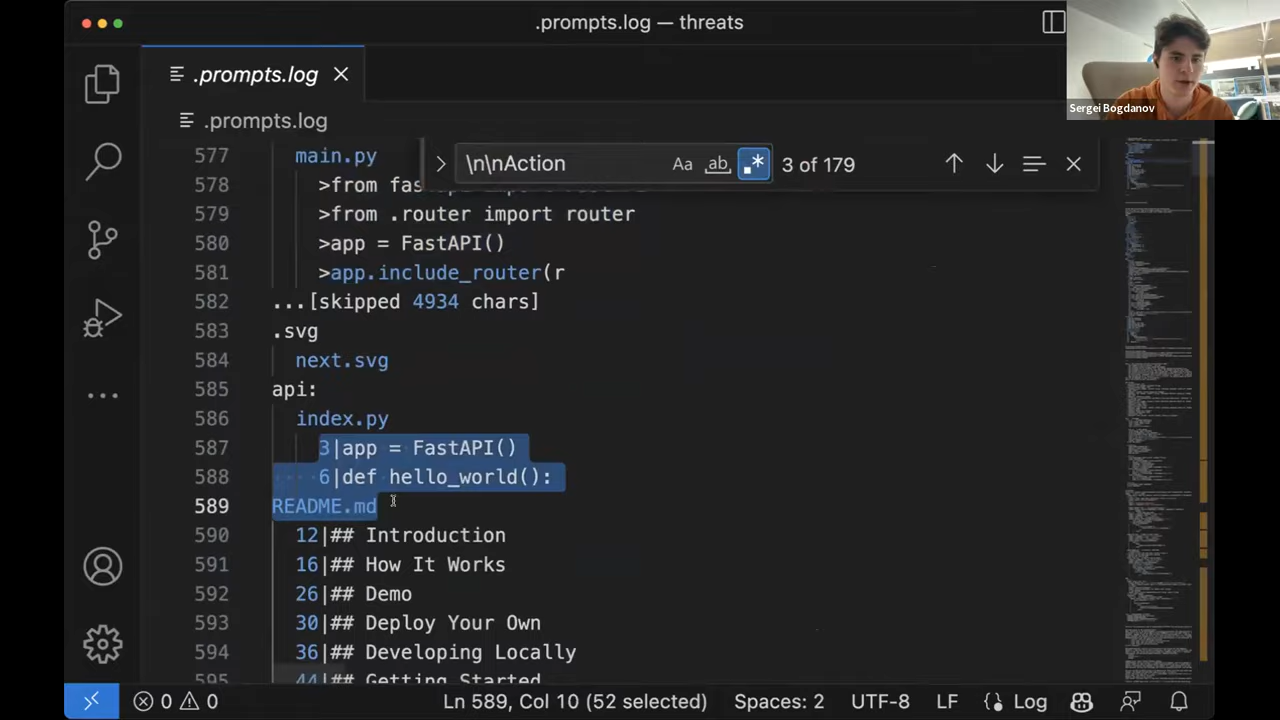 .prompts.log — threats
Sergei Bogdanov
.prompts.log
.prompts.log
\n\nAction
Aa
ab
.*
3 of 179
577 main.py
578 >from
579 >from .router import router
580 >app = FastAPI()
581 >app.include_router(r
582 ...[skipped 4934 chars]
583 .svg
584 next.svg
585 api:
586 index.py
587 3|app = FastAPI()
588 6|def hello_world():
589 README.md
590 12|## Introduction
591 16|## How It Works
592 26|## Demo
593 30|## Deploy Your Own
594 36|## Developing Locally
595 44|## Getting Started
0 0 Ln 589, Col 10 (52 selected) Spaces: 2 UTF-8 LF {} Log